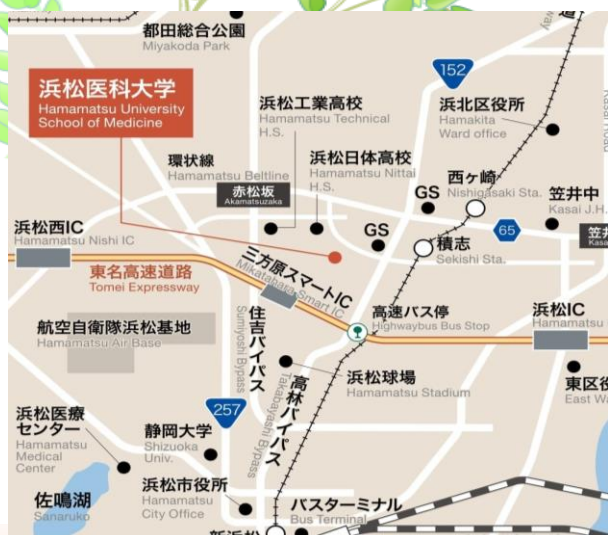 都田総合公園
Miyakoda Park
浜松医科大学
Hamamatsu University
School of Medicine
152
浜北区役所
Hamakita
Ward office
浜松工業高校
Hamamatsu Technical
H.S.
環状線
Hamamatsu Beltline
浜松日体高校
Hamamatsu Nittai
H.S.
赤松坂
Akamatsuzaka
西ヶ崎
Nishigasaki Sta.
GS
笠井中
Kasai J.H.
浜松西IC
Hamamatsu Nishi IC
GS
65
積志
Sekishi Sta.
東名高速道路
Tomei Expressway
三方原スマートIC
Mikatahara Smart IC
航空自衛隊浜松基地
Hamamatsu Air Base
住吉バイパス
Sumiyoshi Bypass
高速バス停
Highwaybus Bus Stop
浜松IC
Hamamatsu
浜松球場
Hamamatsu Stadium
高林バイパス
Takabayashi Bypass
東区役
East Wa
257
浜松医療
センター
Hamamatsu
Medical
Center
静岡大学
Shizuoka
Univ.
佐鳴湖
Sanaruko
浜松市役所
Hamamatsu
City Office
バスターミナル
Bus Terminal
新浜松